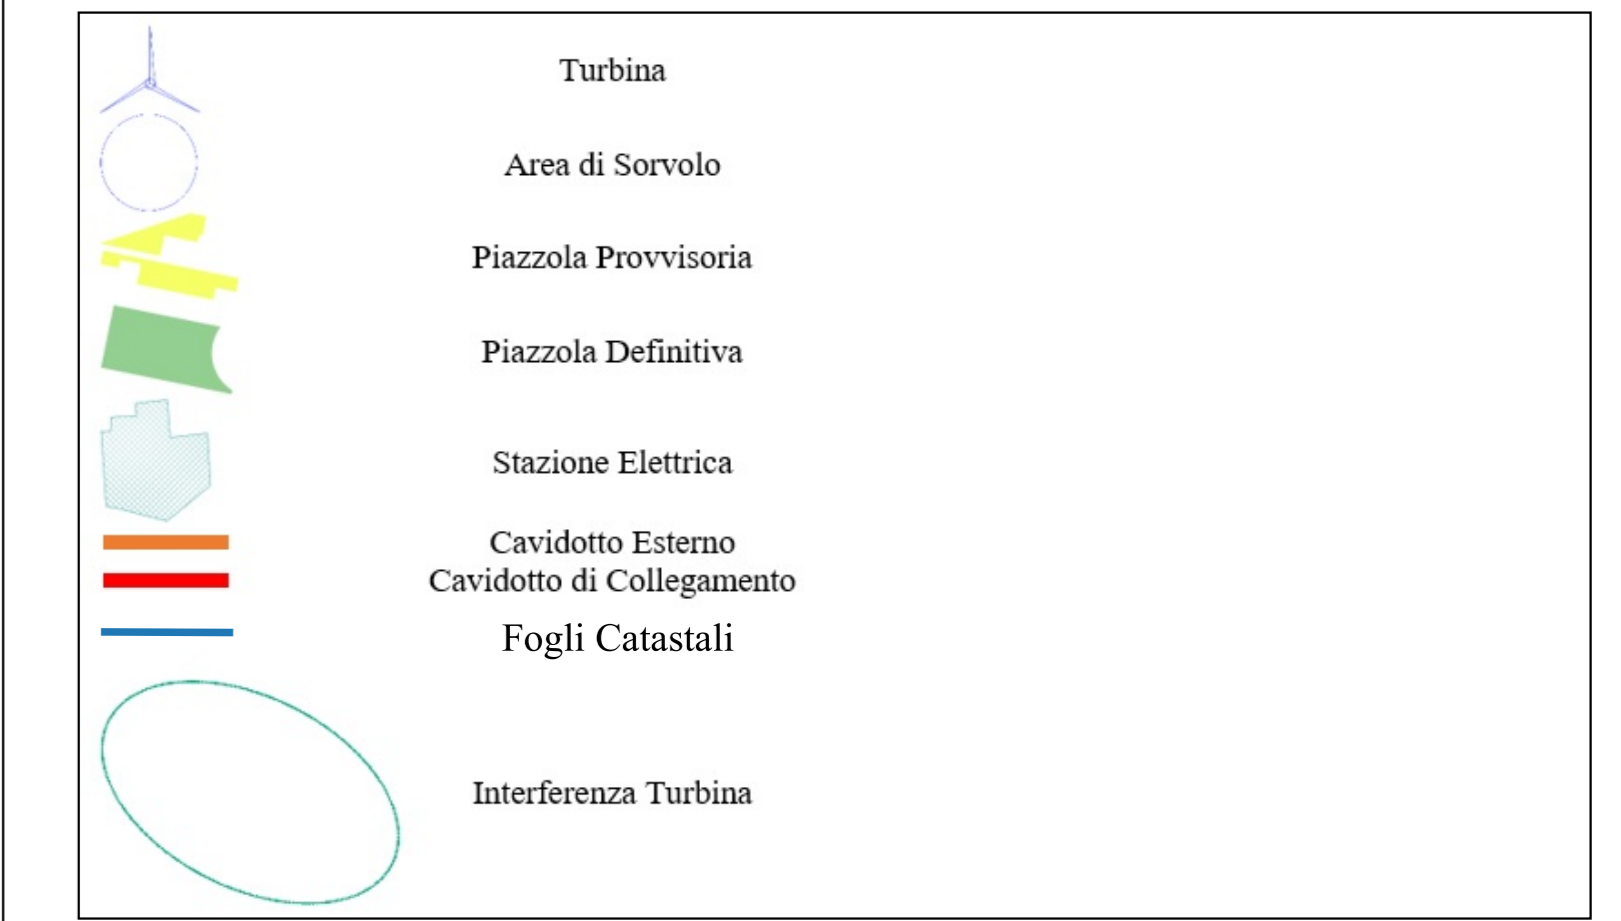 Turbina
Area di Sorvolo
Piazzola Provvisoria
Piazzola Definitiva
Stazione Elettrica
Cavidotto Esterno
Cavidotto di Collegamento
Fogli Catastali
Interferenza Turbina